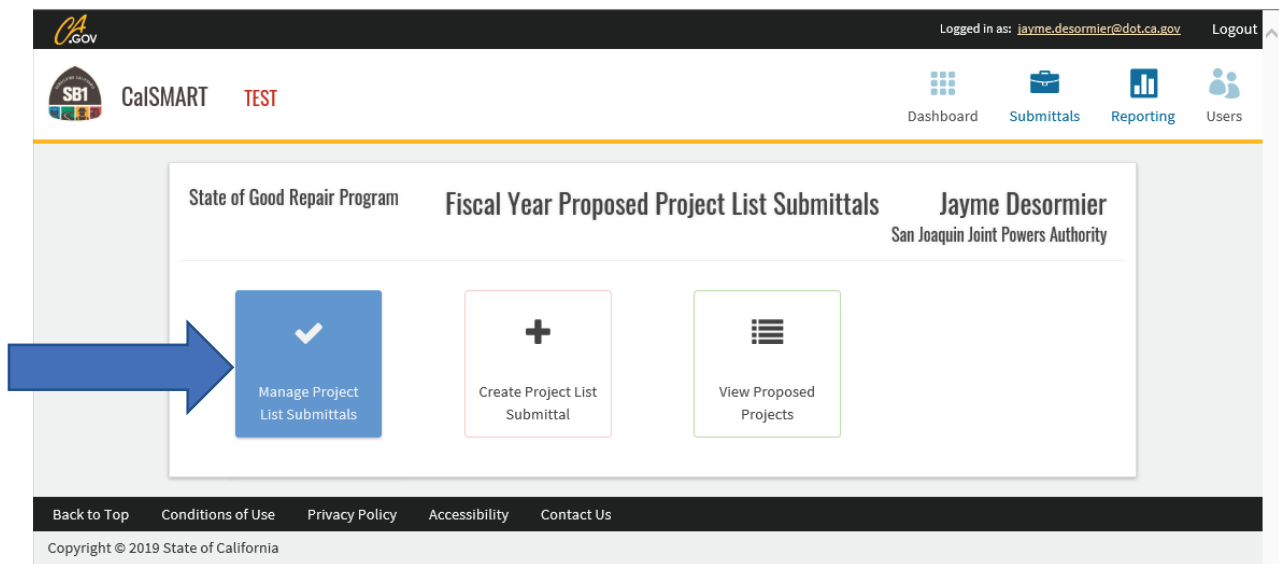 CA.GOV
Logged in as: jayme.desormier@dot.ca.gov Logout
SB1
CalSMART TEST
Dashboard Submittals Reporting Users
State of Good Repair Program
Fiscal Year Proposed Project List Submittals
Jayme Desormier
San Joaquin Joint Powers Authority
Manage Project
List Submittals
Create Project List
Submittal
View Proposed
Projects
Back to Top Conditions of Use Privacy Policy Accessibility Contact Us
Copyright © 2019 State of California